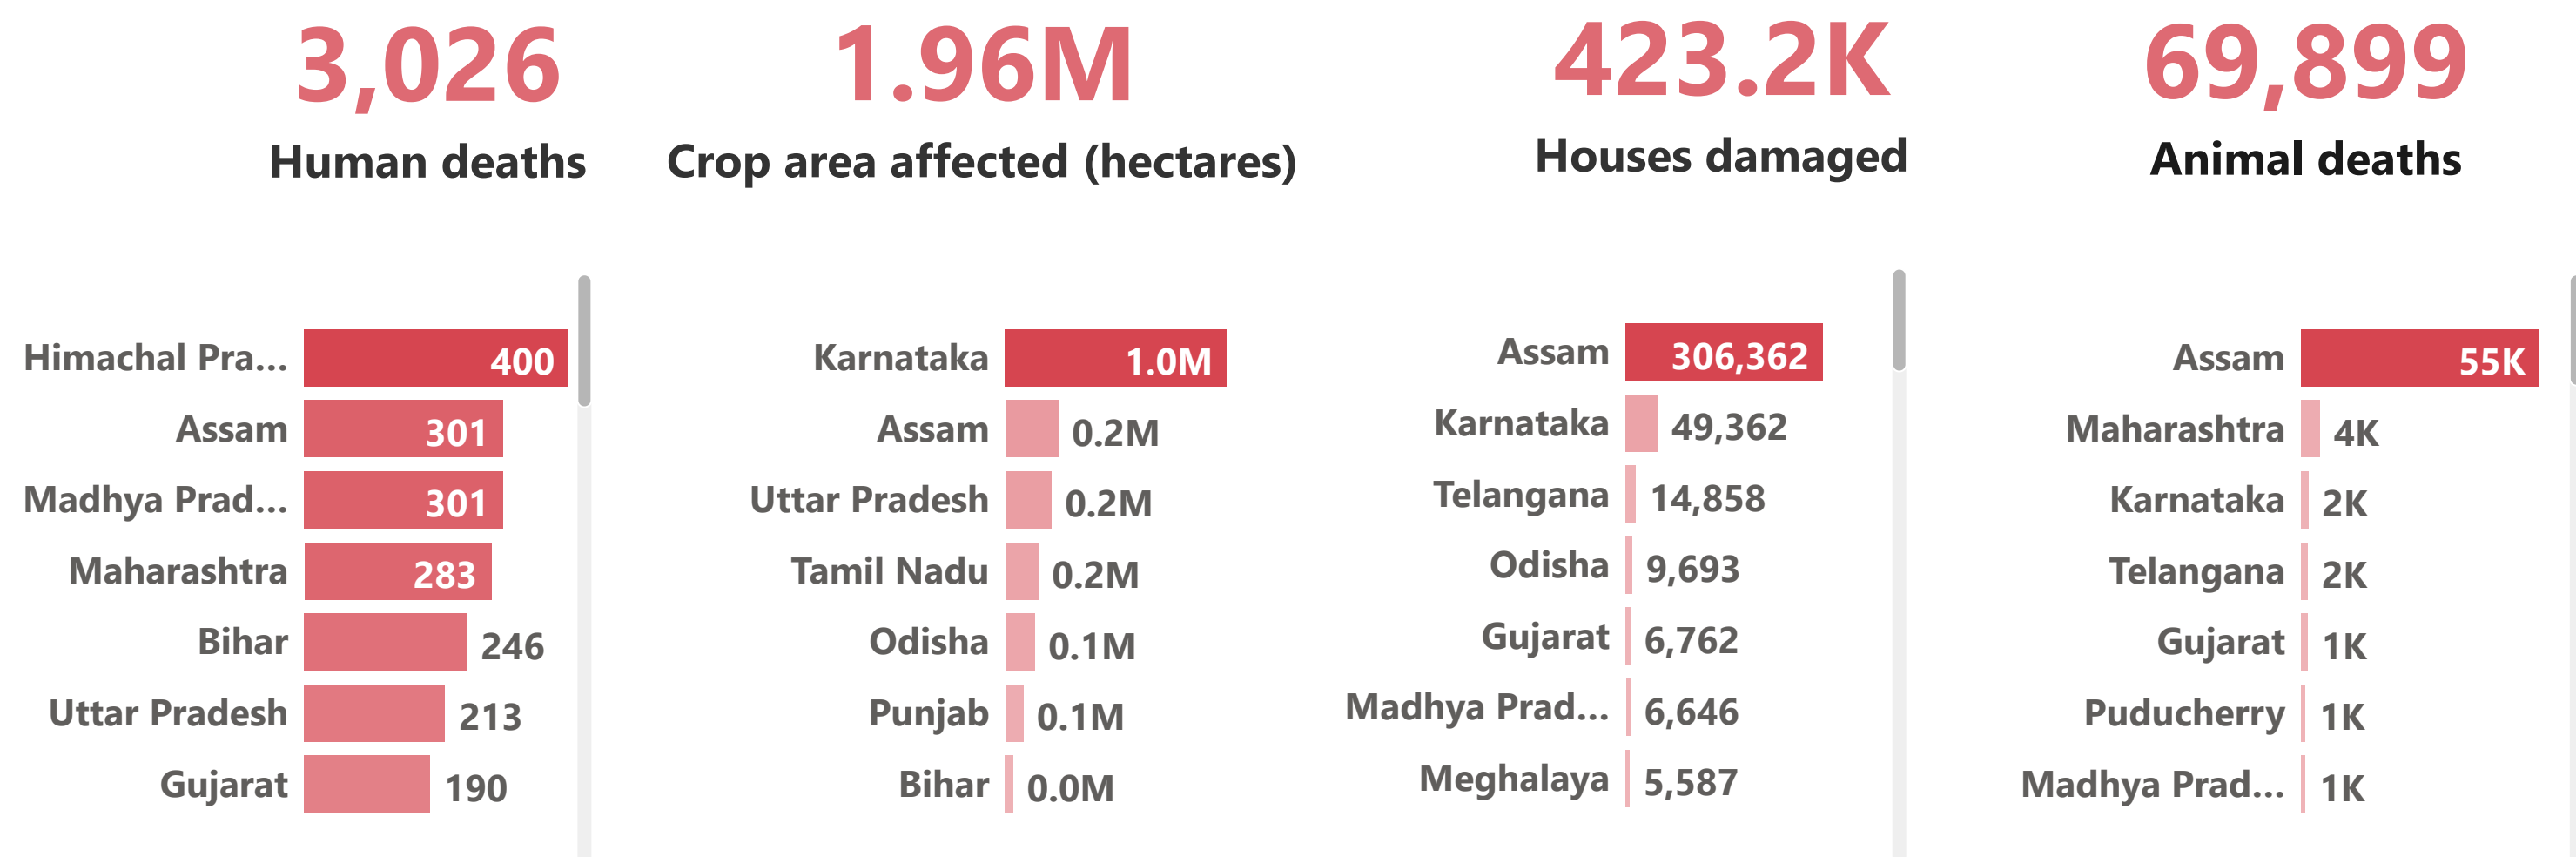 3,026
Human deaths
Himachal Pra... 400
Assam 301
Madhya Prad... 301
Maharashtra 283
Bihar 246
Uttar Pradesh 213
Gujarat 190
1.96M
Crop area affected (hectares)
Karnataka 1.0M
Assam 0.2M
Uttar Pradesh 0.2M
Tamil Nadu 0.2M
Odisha 0.1M
Punjab 0.1M
Bihar 0.0M
423.2K
Houses damaged
Assam 306,362
Karnataka 49,362
Telangana 14,858
Odisha 9,693
Gujarat 6,762
Madhya Prad... 6,646
Meghalaya 5,587
69,899
Animal deaths
Assam 55K
Maharashtra 4K
Karnataka 2K
Telangana 2K
Gujarat 1K
Puducherry 1K
Madhya Prad... 1K